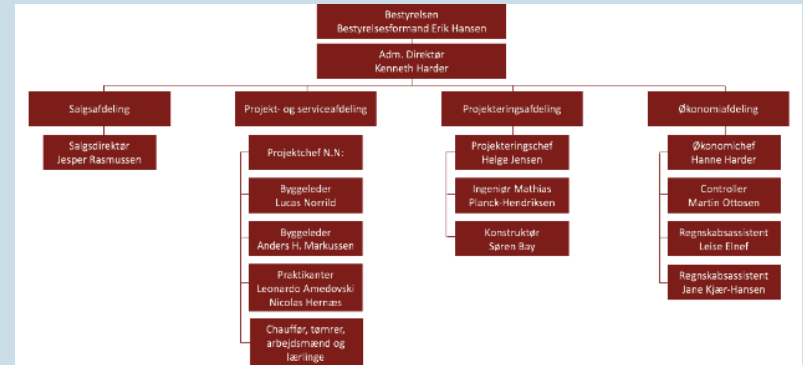 Bestyrelsen
Bestyrelsesformand Erik Hansen
Adm. Direktør
Kenneth Harder
Salgsafdeling
Projekt- og serviceafdeling
Projekteringsafdeling
Økonomiafdeling
Salgsdirektør
Jesper Rasmussen
Projektchef N.N:
Byggeleder
Lucas Norrild
Byggeleder
Anders H. Markussen
Praktikanter
Leonardo Amedovski
Nicolas Hernæs
Chauffør, tømrer,
arbejdsmænd og
lærlinge
Projekteringschef
Helge Jensen
Ingeniør Mathias
Planck-Hendriksen
Konstruktør
Søren Bay
Økonomichef
Hanne Harder
Controller
Martin Ottosen
Regnskabsassistent
Leise Elnef
Regnskabsassistent
Jane Kjær-Hansen